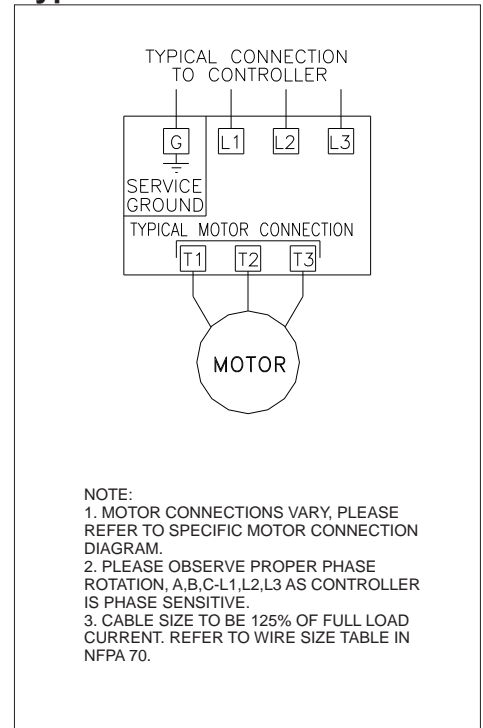 TYPICAL CONNECTION
TO CONTROLLER
G L1 L2 L3
SERVICE
GROUND
TYPICAL MOTOR CONNECTION
T1 T2 T3
MOTOR
NOTE:
1. MOTOR CONNECTIONS VARY, PLEASE
REFER TO SPECIFIC MOTOR CONNECTION
DIAGRAM.
2. PLEASE OBSERVE PROPER PHASE
ROTATION, A,B,C-L1,L2,L3 AS CONTROLLER
IS PHASE SENSITIVE.
3. CABLE SIZE TO BE 125% OF FULL LOAD
CURRENT. REFER TO WIRE SIZE TABLE IN
NFPA 70.